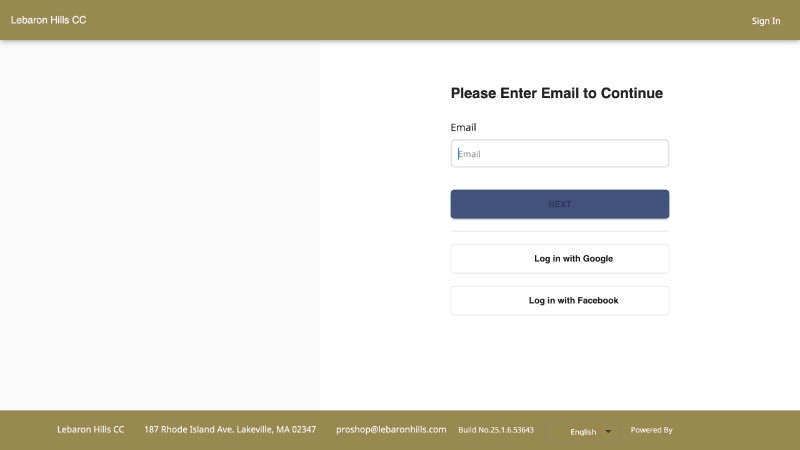 Lebaron Hills CC
Sign In
Please Enter Email to Continue
Email
Email
NEXT
Log in with Google
Log in with Facebook
Lebaron Hills CC
187 Rhode Island Ave. Lakeville, MA 02347
proshop@lebaronhills.com
Build No.25.1.6.53643
English
Powered By